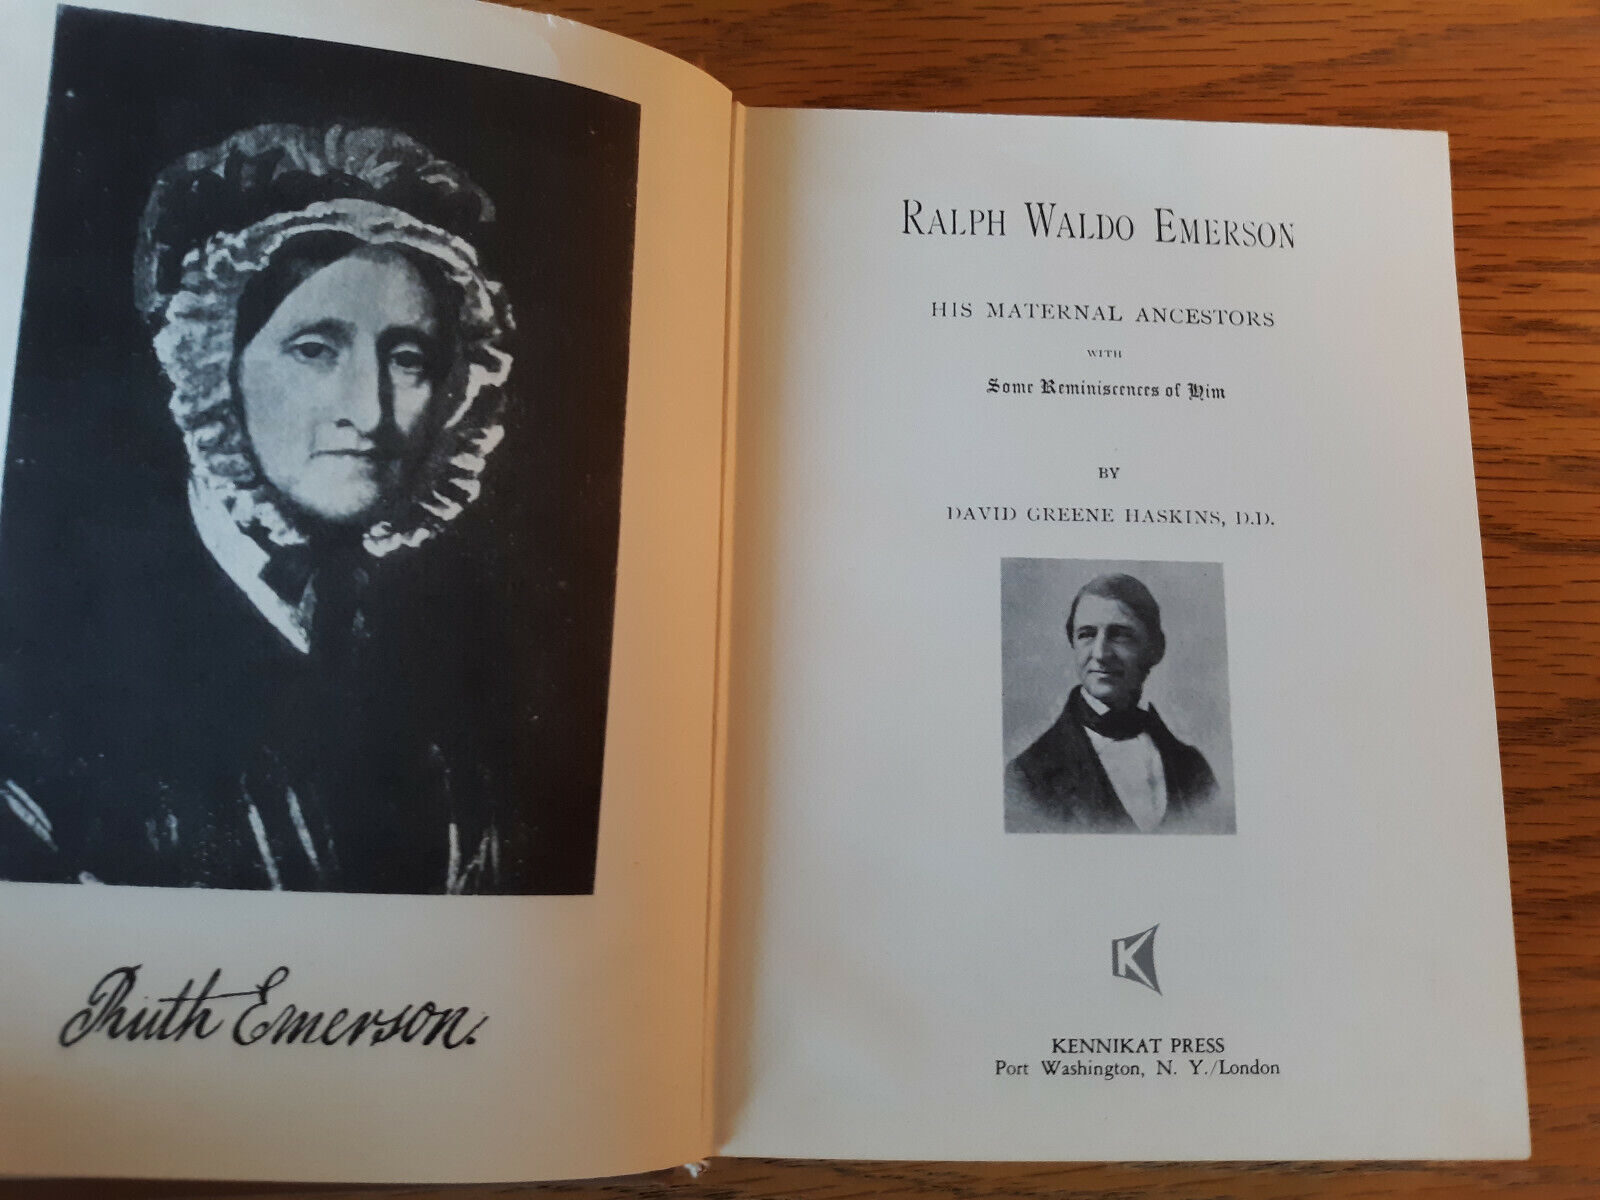 Ruth Emerson.
RALPH WALDO EMERSON
HIS MATERNAL ANCESTORS
WITH
Some Reminiscences of Him
BY
DAVID GREENE HASKINS, D.D.
K
KENNIKAT PRESS
Port Washington, N. Y./London